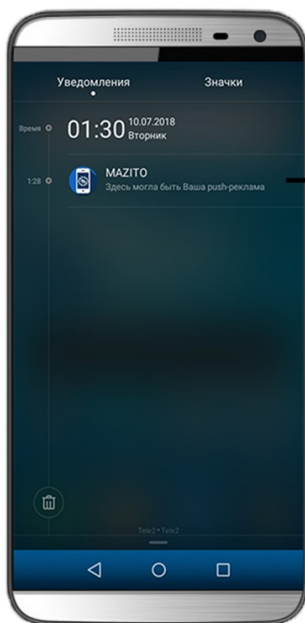 Уведомления
Значки
Время
01:30
10.07.2018
Вторник
1:28
MAZITO
Здесь могла быть Ваша push-реклама
Tele2 • Tele2